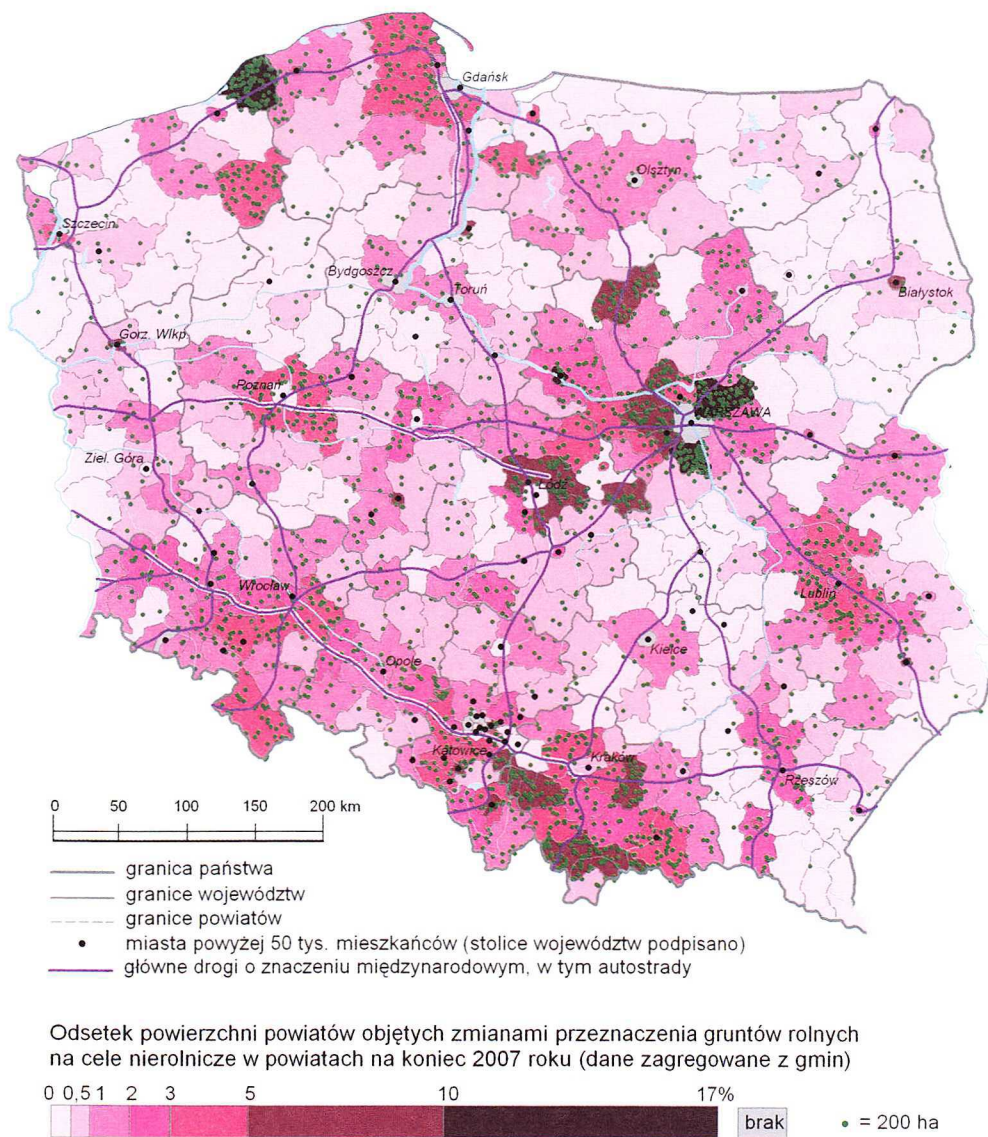 Gdańsk
Olsztyn
Szczecin
Bydgoszcz
Toruń
Białystok
Gorz. Wlkp.
Poznań
WARSZAWA
Ziel. Góra
Łódź
Wrocław
Lublin
Opole
Kielce
Katowice
Kraków
Rzeszów
0 50 100 150 200 km
granica państwa
granice województw
granice powiatów
miasta powyżej 50 tys. mieszkańców (stolice województw podpisano)
główne drogi o znaczeniu międzynarodowym, w tym autostrady
Odsetek powierzchni powiatów objętych zmianami przeznaczenia gruntów rolnych
na cele nierolnicze w powiatach na koniec 2007 roku (dane zagregowane z gmin)
0 0,5 1 2 3 5 10 17%
brak = 200 ha